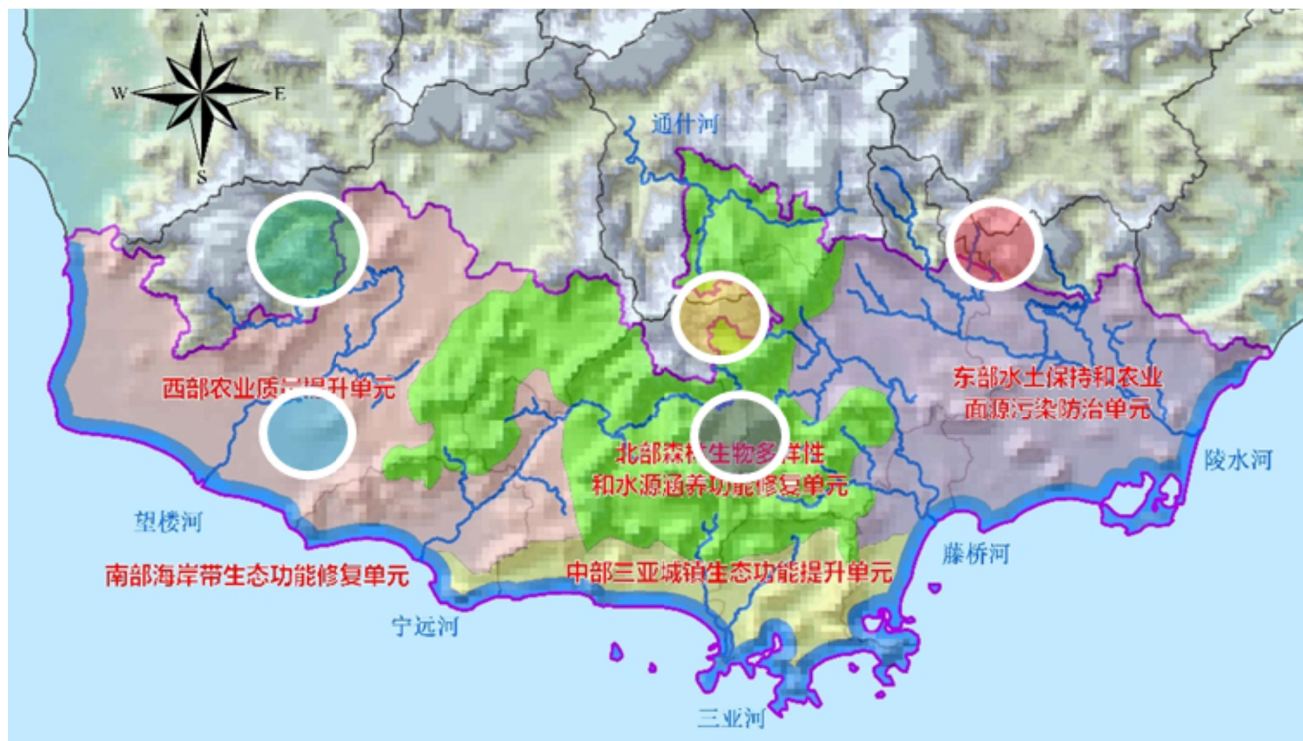 N
W E
S
通什河
西部农业质量提升单元
东部水土保持和农业
面源污染防治单元
北部森林生物多样性
和水源涵养功能修复单元
陵水河
望楼河
藤桥河
南部海岸带生态功能修复单元
中部三亚城镇生态功能提升单元
宁远河
三亚河